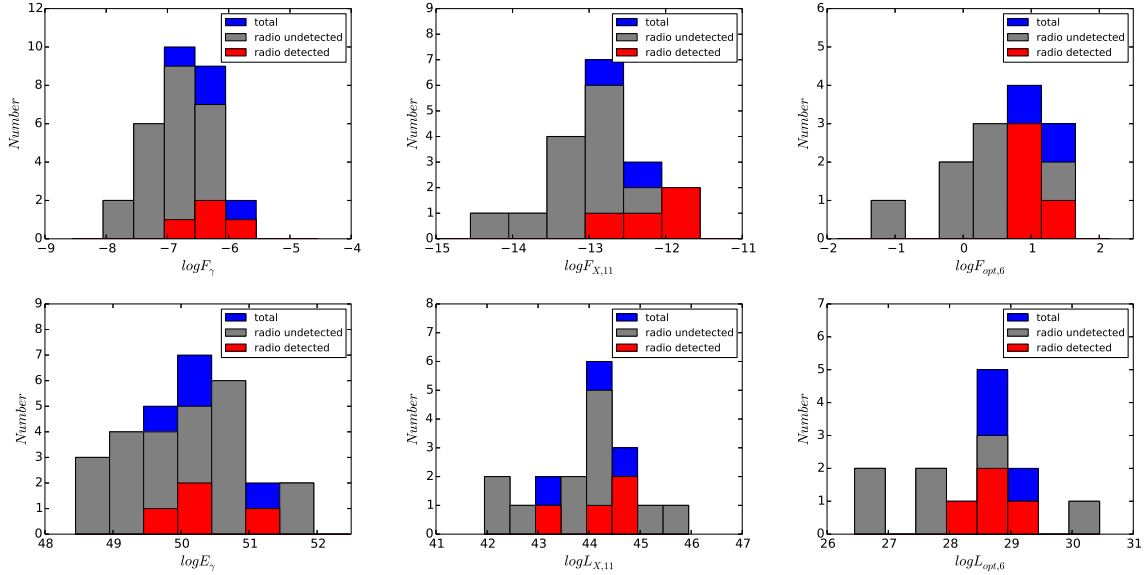 12
10
8
6
4
2
0
Number
total
radio undetected
radio detected
−8 −7 −6 −5 −4
logFγ
9
8
7
6
5
4
3
2
1
0
Number
total
radio undetected
radio detected
−15 −14 −13 −12 −11
logF_{X,11}
6
5
4
3
2
1
0
Number
total
radio undetected
radio detected
−2 −1 0 1 2
logF_{opt,6}
9
8
7
6
5
4
3
2
1
0
Number
total
radio undetected
radio detected
48 49 50 51 52
logEγ
8
7
6
5
4
3
2
1
0
Number
total
radio undetected
radio detected
41 42 43 44 45 46 47
logL_{X,11}
7
6
5
4
3
2
1
0
Number
total
radio undetected
radio detected
26 27 28 29 30 31
logL_{opt,6}